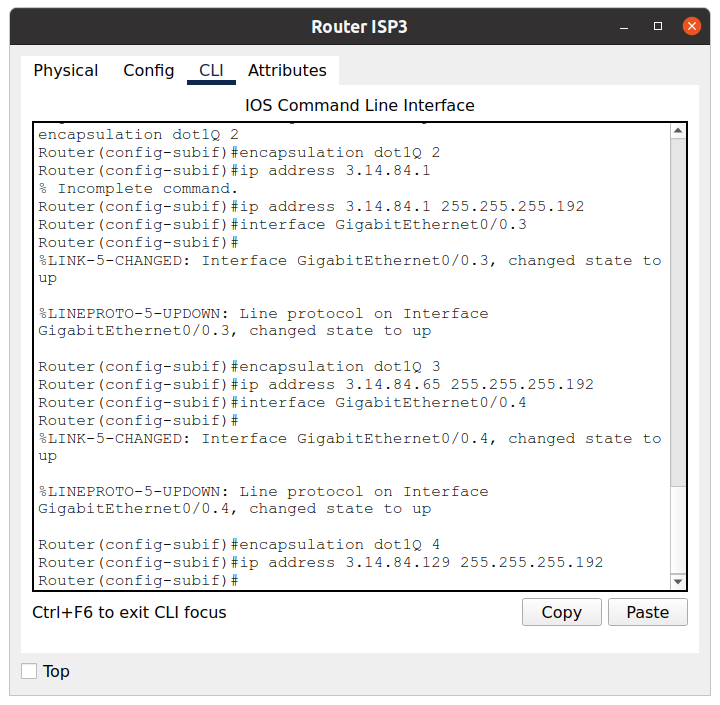 Router ISP3
Physical Config CLI Attributes
IOS Command Line Interface
encapsulation dot1Q 2
Router(config-subif)#encapsulation dot1Q 2
Router(config-subif)#ip address 3.14.84.1
% Incomplete command.
Router(config-subif)#ip address 3.14.84.1 255.255.255.192
Router(config-subif)#interface GigabitEthernet0/0.3
Router(config-subif)#
%LINK-5-CHANGED: Interface GigabitEthernet0/0.3, changed state to
up
%LINEPROTO-5-UPDOWN: Line protocol on Interface
GigabitEthernet0/0.3, changed state to up
Router(config-subif)#encapsulation dot1Q 3
Router(config-subif)#ip address 3.14.84.65 255.255.255.192
Router(config-subif)#interface GigabitEthernet0/0.4
Router(config-subif)#
%LINK-5-CHANGED: Interface GigabitEthernet0/0.4, changed state to
up
%LINEPROTO-5-UPDOWN: Line protocol on Interface
GigabitEthernet0/0.4, changed state to up
Router(config-subif)#encapsulation dot1Q 4
Router(config-subif)#ip address 3.14.84.129 255.255.255.192
Router(config-subif)#
Ctrl+F6 to exit CLI focus
Copy Paste
Top